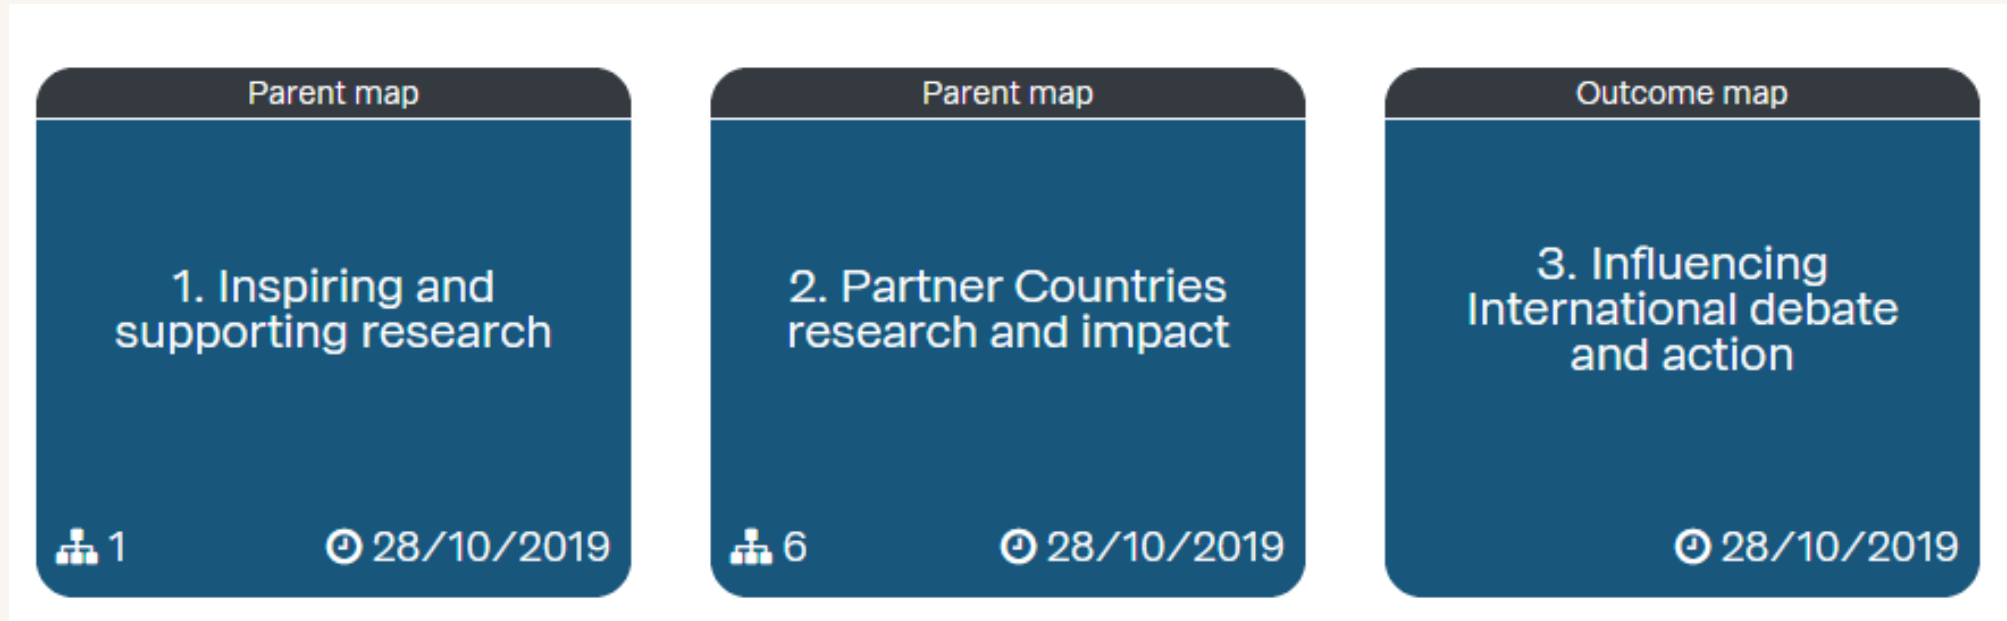 Parent map
1. Inspiring and
supporting research
1
28/10/2019
Parent map
2. Partner Countries
research and impact
6
28/10/2019
Outcome map
3. Influencing
International debate
and action
28/10/2019